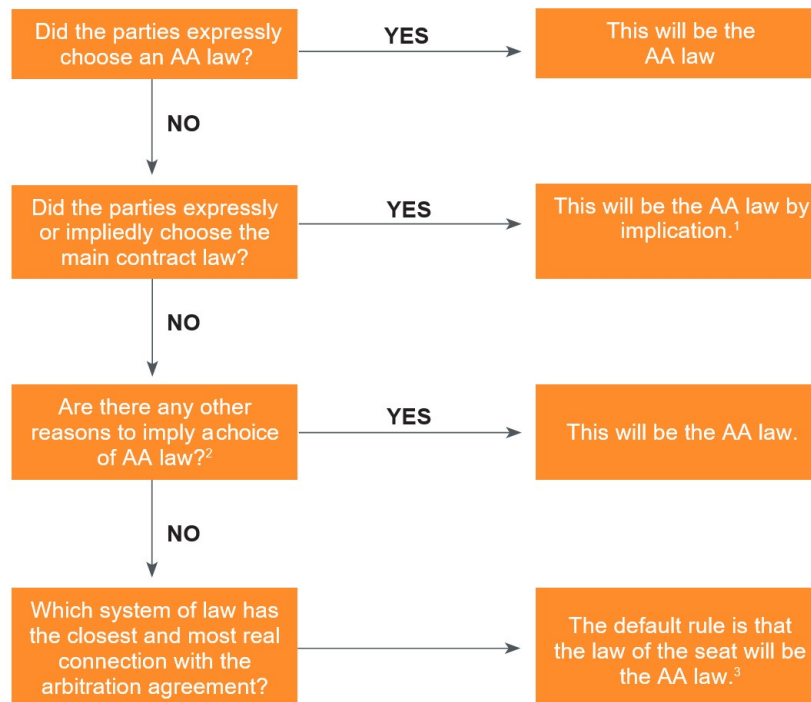 Did the parties expressly
choose an AA law?
YES
This will be the
AA law
NO
Did the parties expressly
or impliedly choose the
main contract law?
YES
This will be the AA law by
implication.¹
NO
Are there any other
reasons to imply achoice
of AA law?²
YES
This will be the AA law.
NO
Which system of law has
the closest and most real
connection with the
arbitration agreement?
The default rule is that
the law of the seat will be
the AA law.³